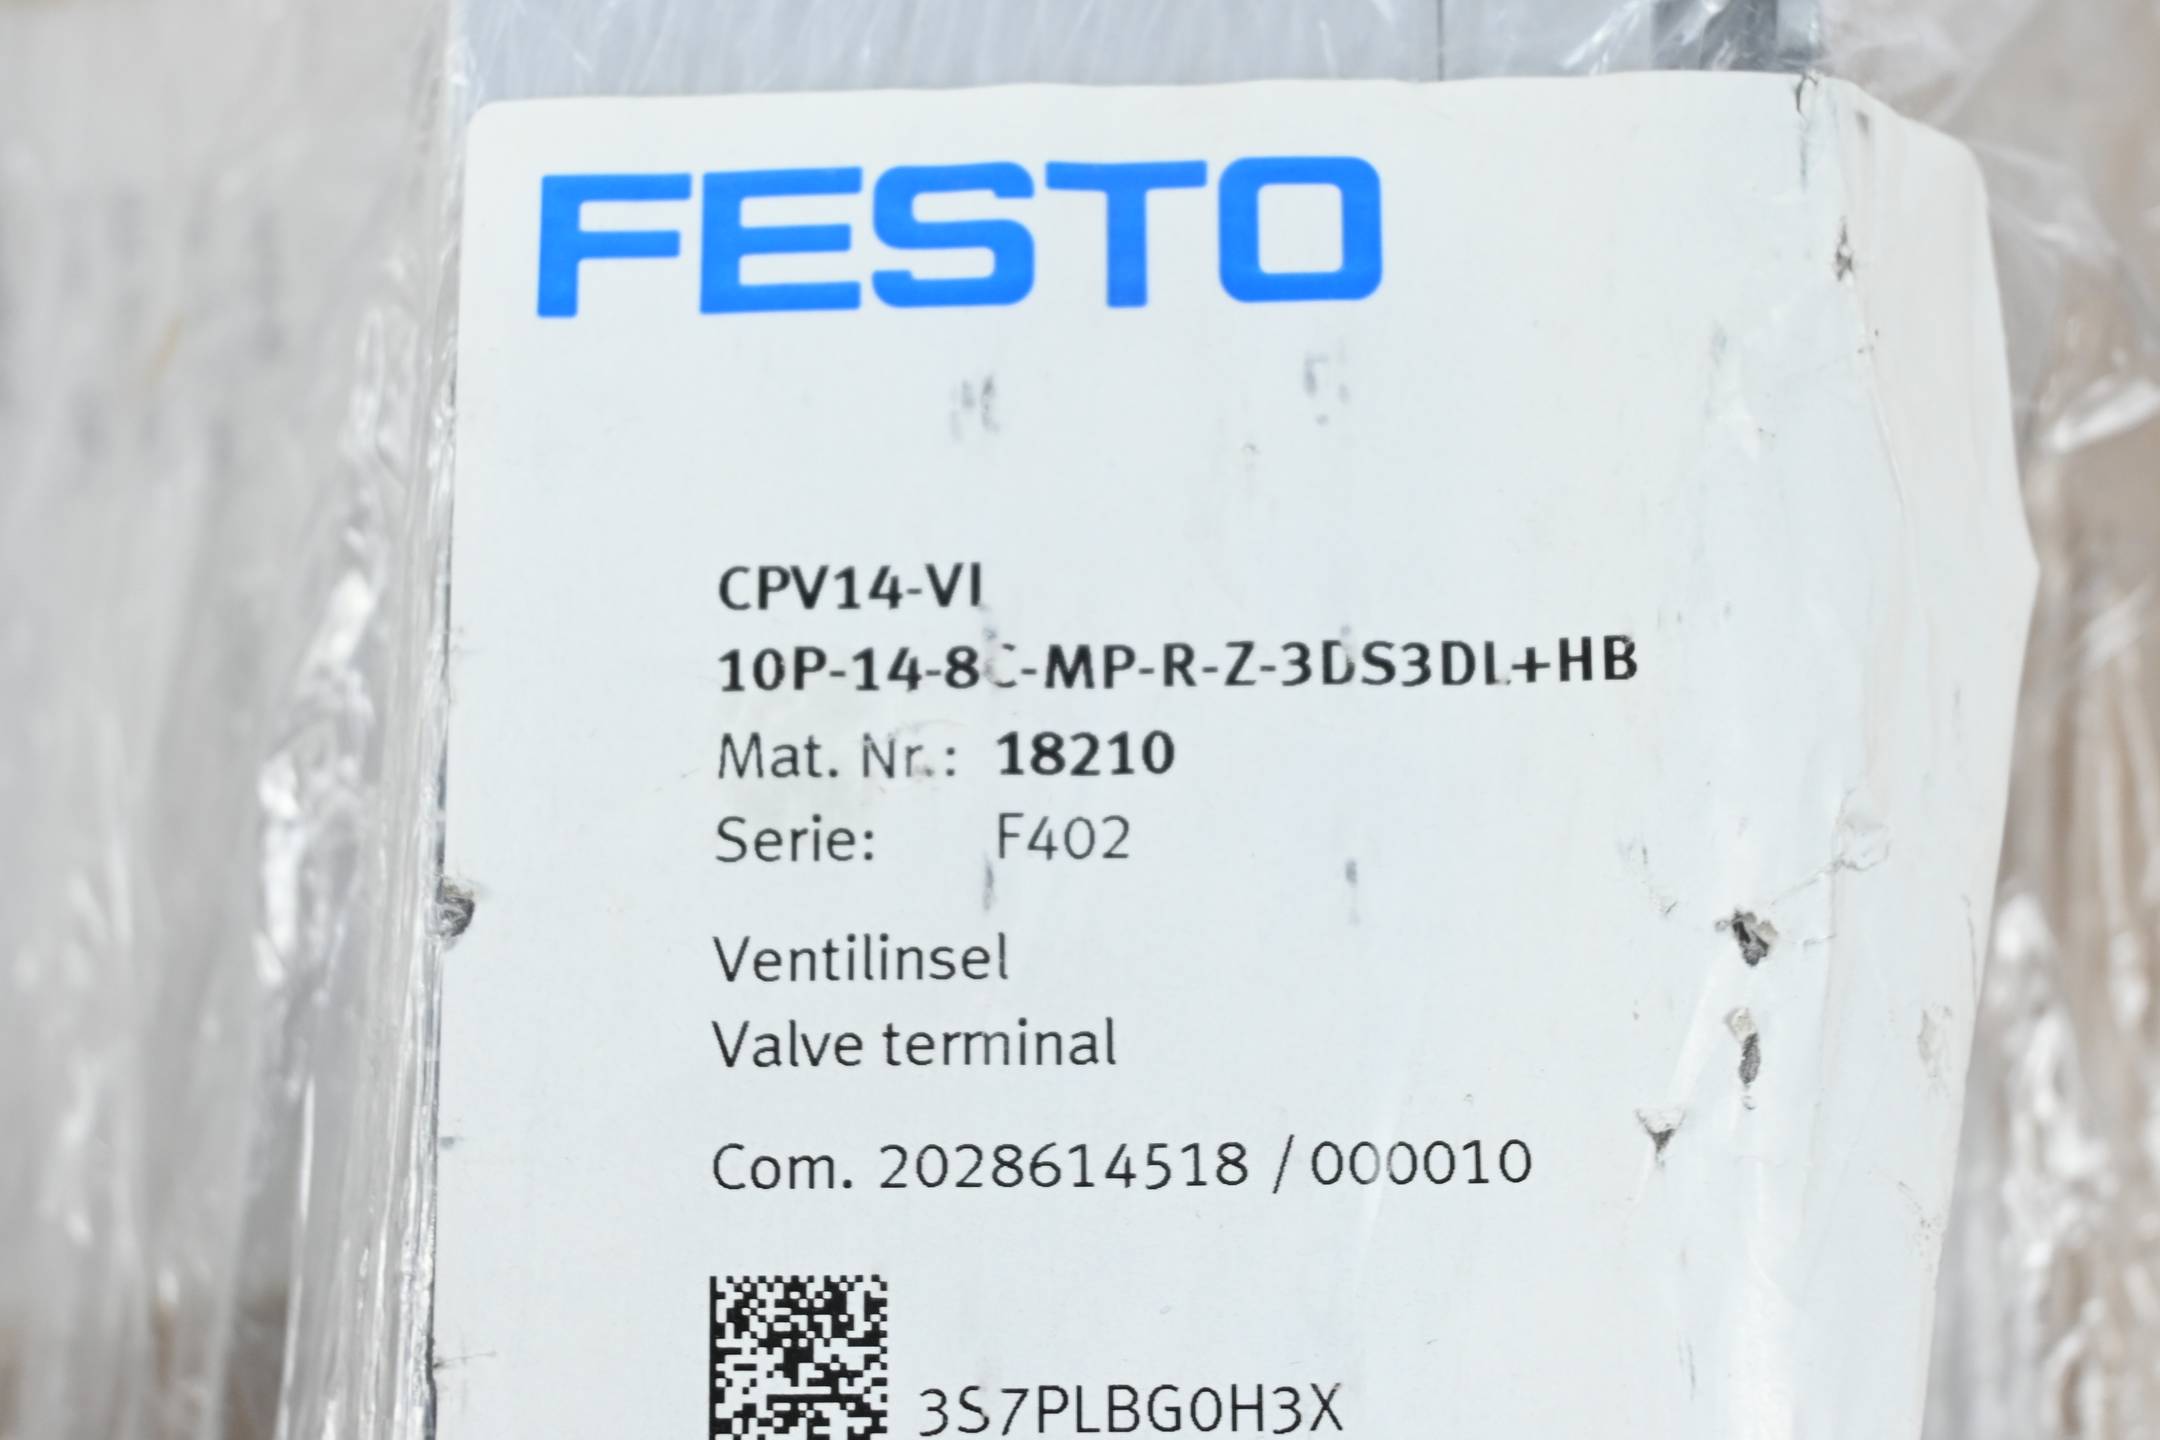 FESTO
CPV14-VI
10P-14-8C-MP-R-Z-3DS3DL+HB
Mat. Nr.: 18210
Serie: F402
Ventilinsel
Valve terminal
Com. 2028614518 / 000010
3S7PLBG0H3X